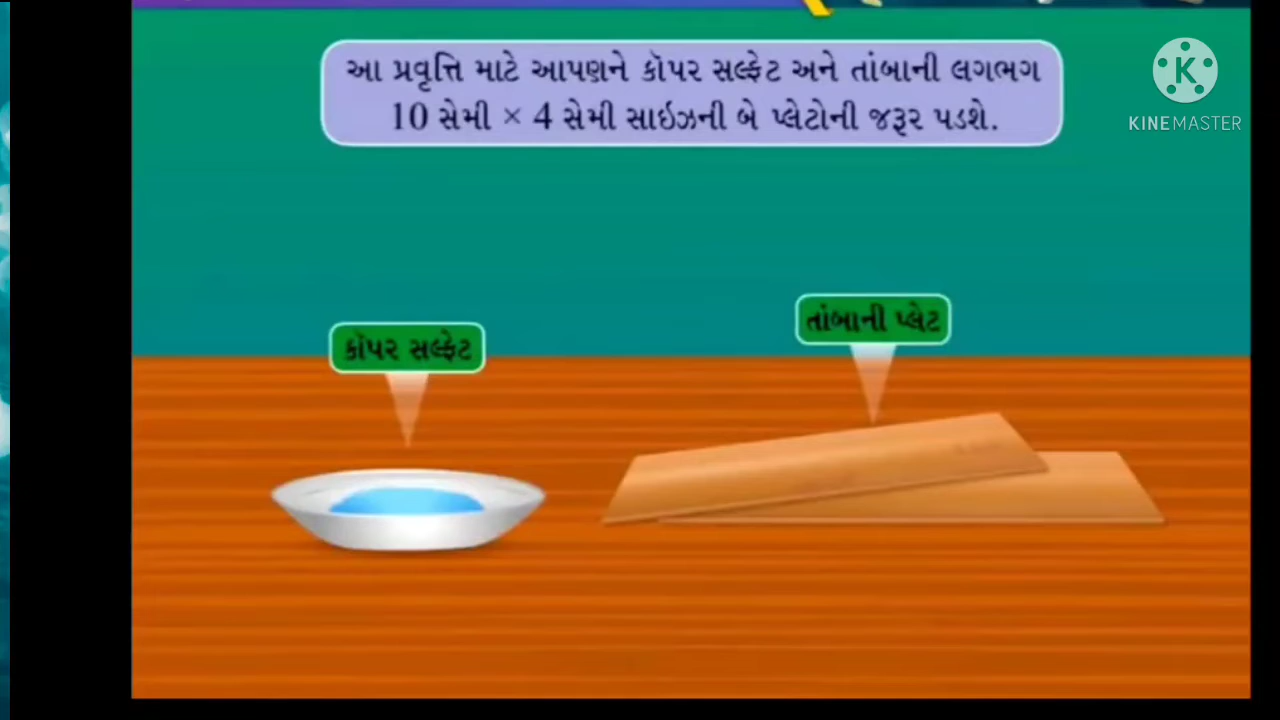 આ પ્રવૃત્તિ માટે આપણને કૉપર સલ્ફેટ અને તાંબાની લગભગ
10 સેમી × 4 સેમી સાઇઝની બે પ્લેટોની જરૂર પડશે.
K
KINEMASTER
તાંબાની પ્લેટ
કૉપર સલ્ફેટ